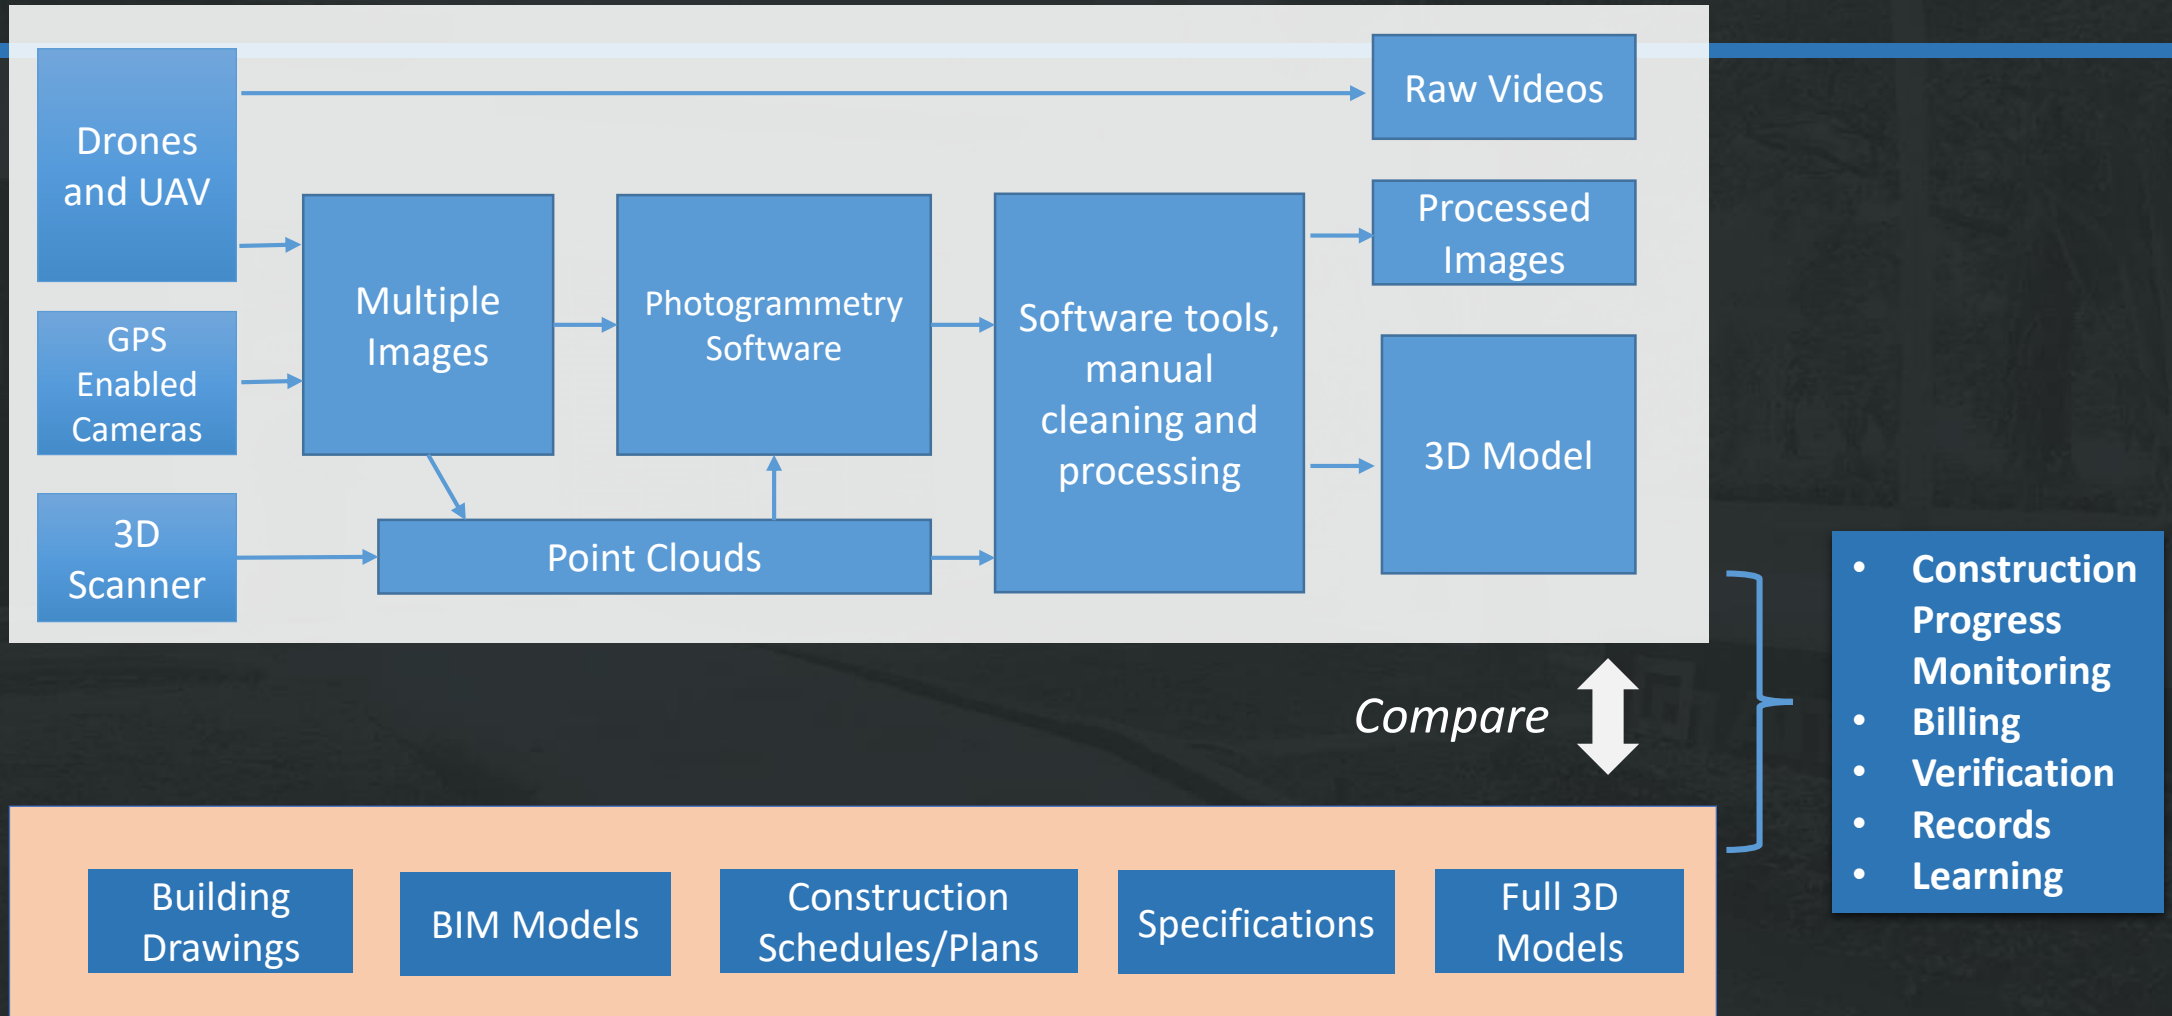 Drones
and UAV
Raw Videos
Multiple
Images
Photogrammetry
Software
Software tools,
manual
cleaning and
processing
Processed
Images
GPS
Enabled
Cameras
3D Model
3D
Scanner
Point Clouds
Compare
• Construction
Progress
Monitoring
• Billing
• Verification
• Records
• Learning
Building
Drawings
BIM Models
Construction
Schedules/Plans
Specifications
Full 3D
Models